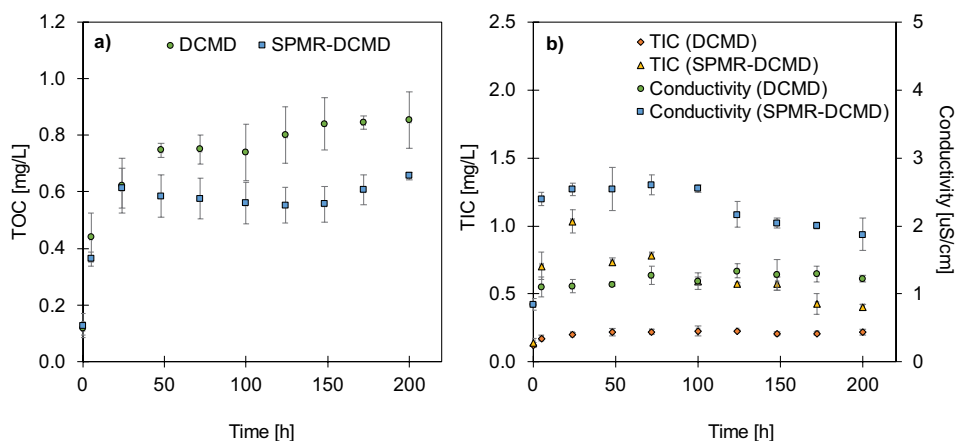 a)
DCMD
SPMR-DCMD
TOC [mg/L]
1.2
1.0
0.8
0.6
0.4
0.2
0.0
0 50 100 150 200
Time [h]
b)
TIC (DCMD)
TIC (SPMR-DCMD)
Conductivity (DCMD)
Conductivity (SPMR-DCMD)
TIC [mg/L]
2.5
2.0
1.5
1.0
0.5
0.0
0 50 100 150 200
Time [h]
5
4
3
2
1
0
Conductivity [uS/cm]